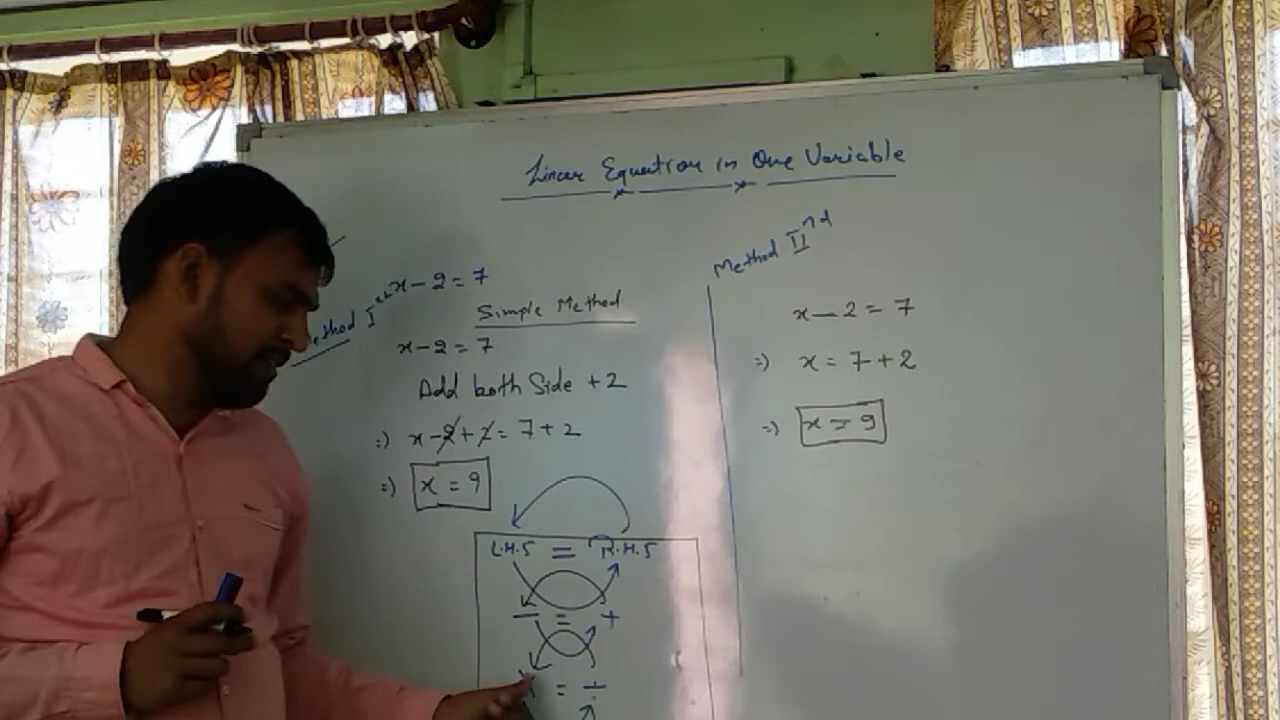 Linear Equation in One Variable
Method I
x - 2 = 7
Simple Method
x - 2 = 7
Add both Side + 2
=) x - 2 + 2 = 7 + 2
=) x = 9
L.H.S = R.H.S
- = +
× = ÷
Method IInd
x - 2 = 7
=) x = 7 + 2
=) x = 9